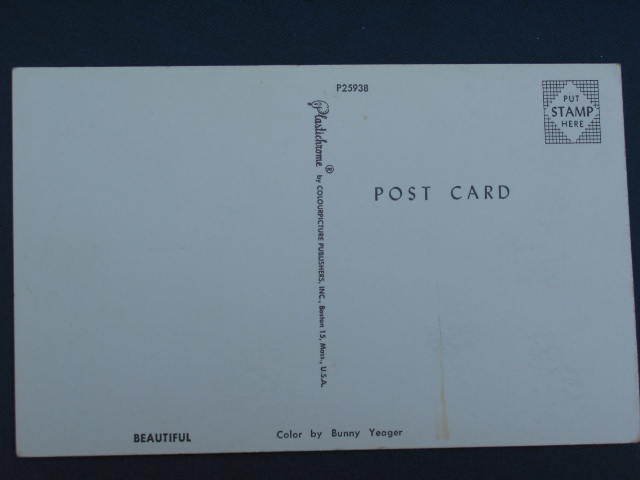 P25938
PUT
STAMP
HERE
Plastichrome® by COLOURPICTURE PUBLISHERS, INC., Boston 15, Mass., U.S.A.
POST CARD
BEAUTIFUL
Color by Bunny Yeager